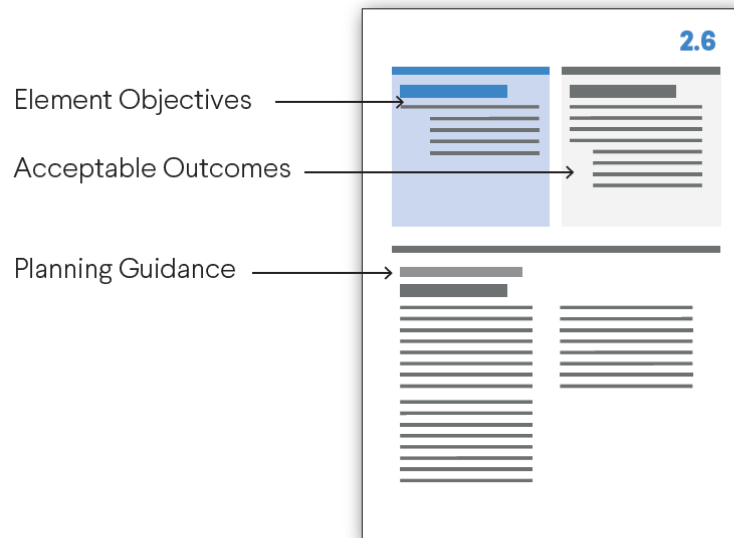 2.6
Element Objectives
Acceptable Outcomes
Planning Guidance